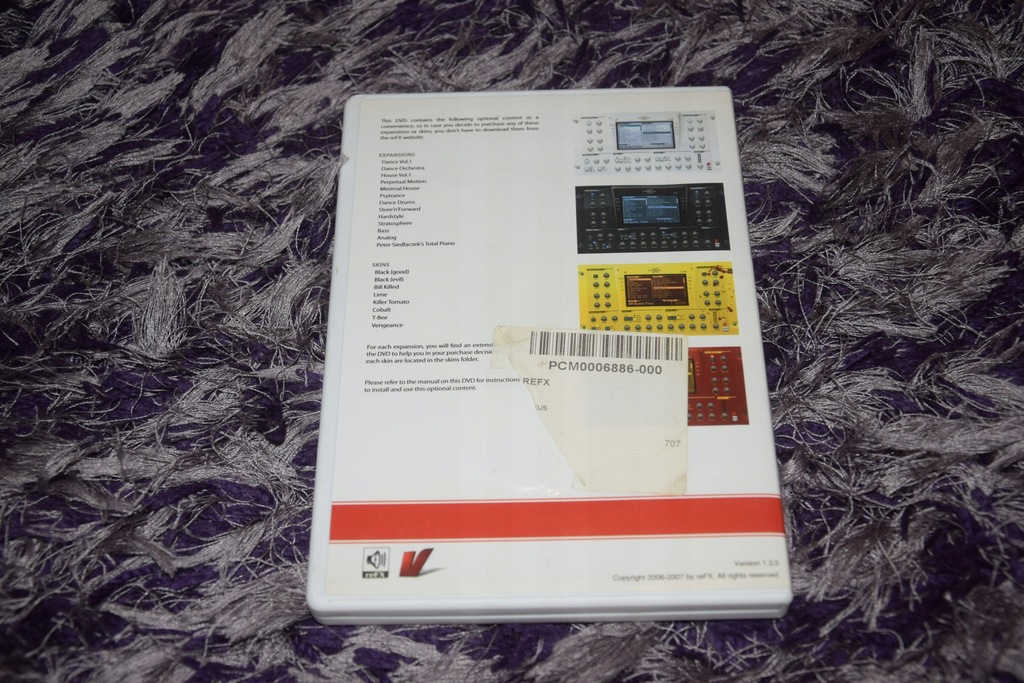 This DVD contains the following optional content as a
convenience, so in case you decide to purchase any of these
expansions or skins, you don't have to download them from
the reFX website.
EXPANSIONS
Dance Vol.1
Dance Orchestra
House Vol.1
Perpetual Motion
Minimal House
Psytrance
Dance Drums
Store'n'Forward
Hardstyle
Stratosphere
Bass
Analog
Peter Siedlaczek's Total Piano
SKINS
Black (good)
Black (evil)
Bill Killed
Lime
Killer Tomato
Cobalt
T-Bee
Vengeance
For each expansion, you will find an extensi
the DVD to help you in your purchase decisi
each skin are located in the skins folder.
Please refer to the manual on this DVD for instructions
to install and use this optional content.
PCM0006886-000
REFX
us
707
reFX
Version 1.3.5
Copyright 2006-2007 by reFX. All rights reserved.